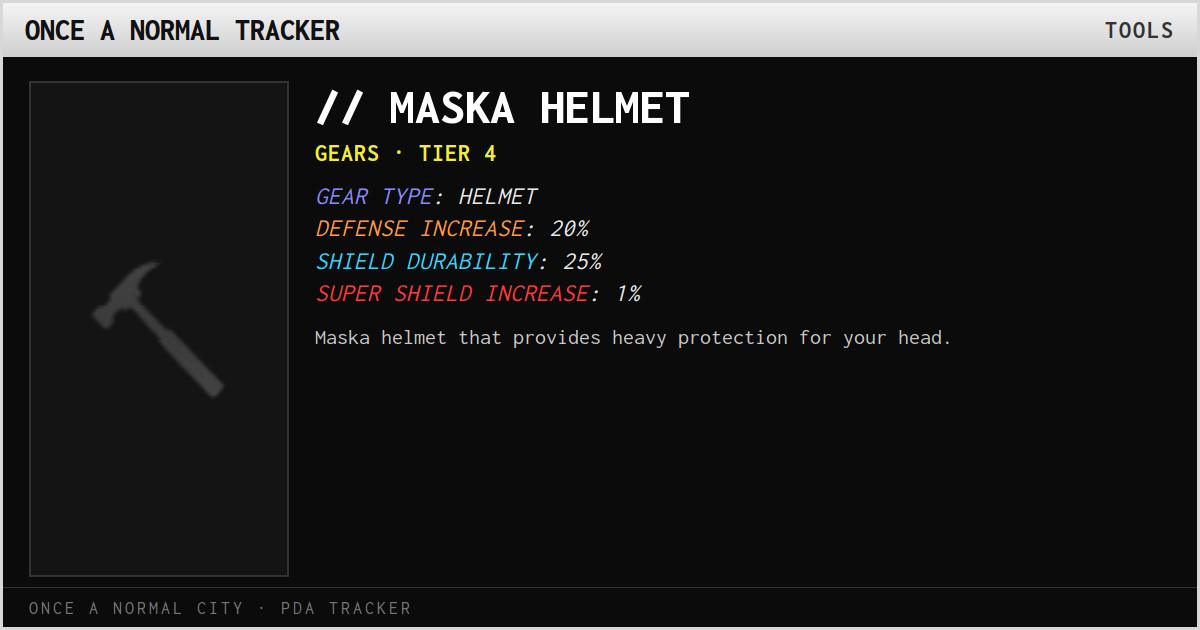 ONCE A NORMAL TRACKER
TOOLS
// MASKA HELMET
GEARS · TIER 4
GEAR TYPE: HELMET
DEFENSE INCREASE: 20%
SHIELD DURABILITY: 25%
SUPER SHIELD INCREASE: 1%
Maska helmet that provides heavy protection for your head.
ONCE A NORMAL CITY · PDA TRACKER